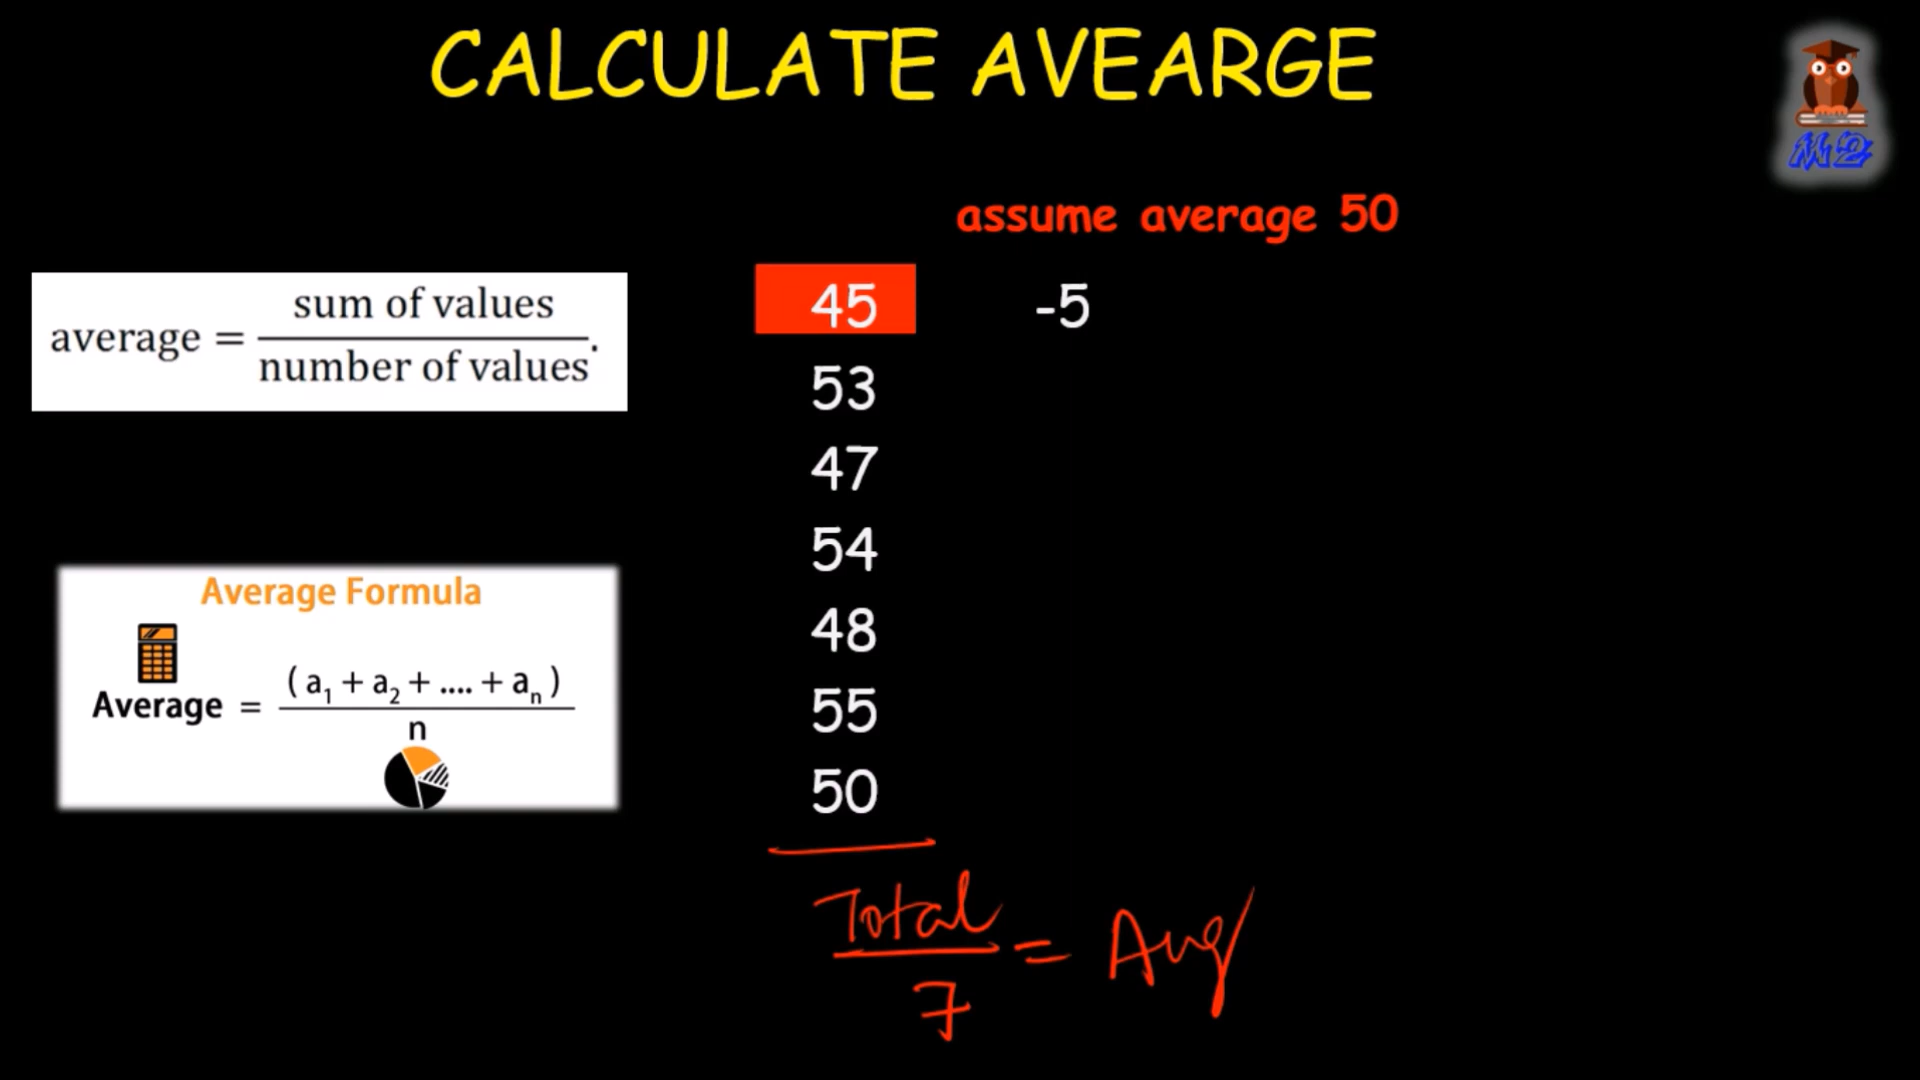 CALCULATE AVEARGE
M2
assume average 50
average = sum of values / number of values.
45 -5
53
47
54
48
55
50
Average Formula
Average = ( a₁ + a₂ + .... + aₙ ) / n
Total / 7 = Avg